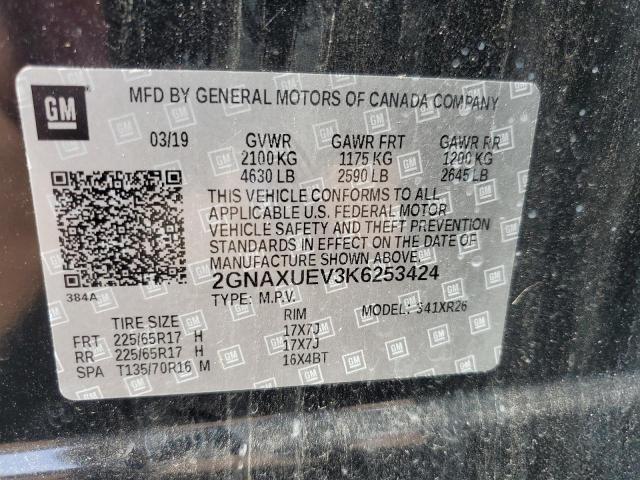 GM
MFD BY GENERAL MOTORS OF CANADA COMPANY
03/19 GVWR GAWR FRT GAWR RR
2100 KG 1175 KG 1200 KG
4630 LB 2590 LB 2645 LB
THIS VEHICLE CONFORMS TO ALL
APPLICABLE U.S. FEDERAL MOTOR
VEHICLE SAFETY AND THEFT PREVENTION
STANDARDS IN EFFECT ON THE DATE OF
MANUFACTURE SHOWN ABOVE.
384A 2GNAXUEV3K6253424
TYPE: M.P.V. MODEL: S41XR26
TIRE SIZE RIM
FRT 225/65R17 H 17X7J
RR 225/65R17 H 17X7J
SPA T135/70R16 M 16X4BT